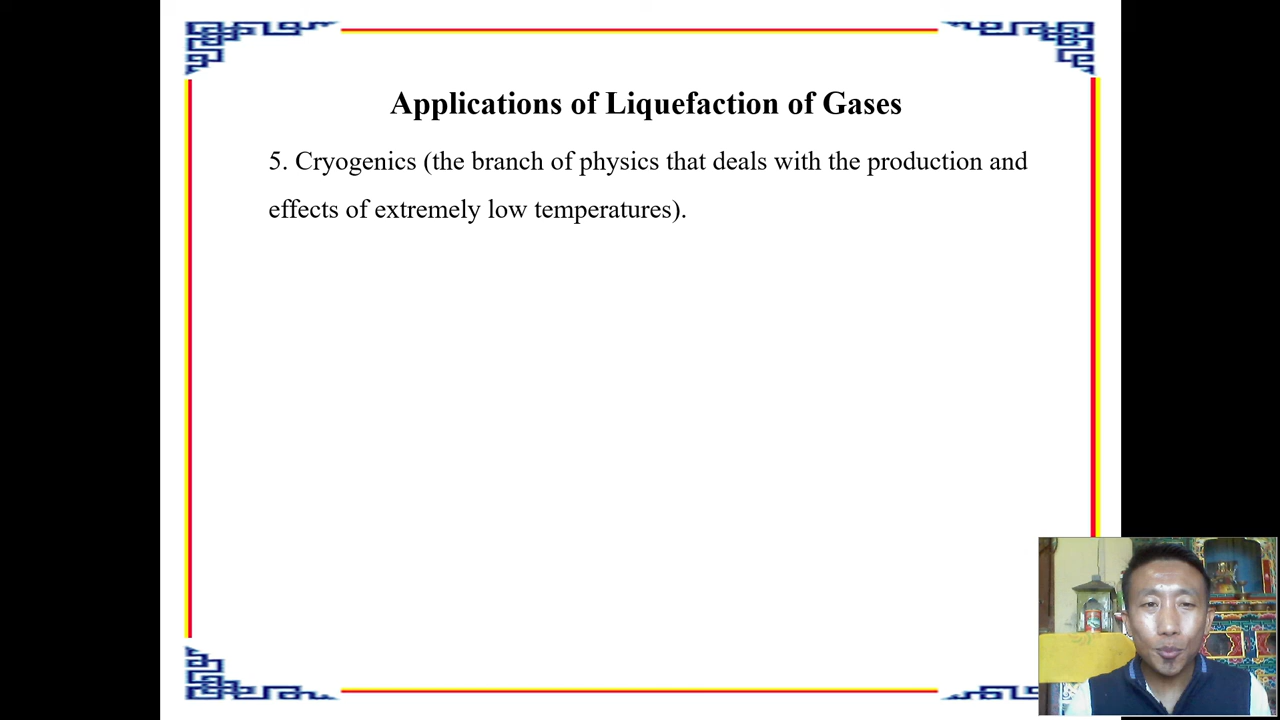 Applications of Liquefaction of Gases
5. Cryogenics (the branch of physics that deals with the production and
effects of extremely low temperatures).